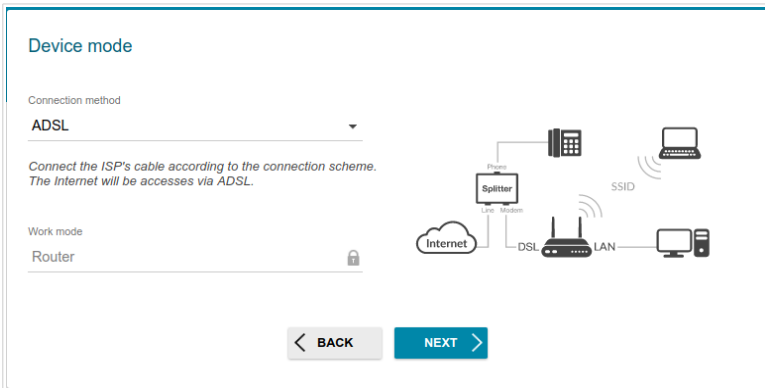 Device mode
Connection method
ADSL
Connect the ISP's cable according to the connection scheme.
The Internet will be accesses via ADSL.
Work mode
Router
Phone
Splitter
Line Modem
SSID
Internet
DSL
LAN
BACK
NEXT